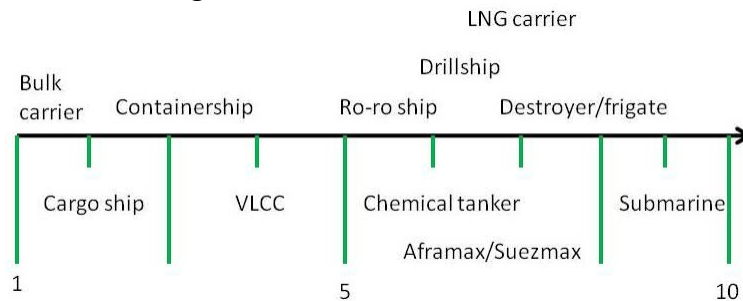 LNG carrier
Drillship
Bulk
carrier
Containership
Ro-ro ship
Destroyer/frigate
Cargo ship
VLCC
Chemical tanker
Submarine
Aframax/Suezmax
1
5
10